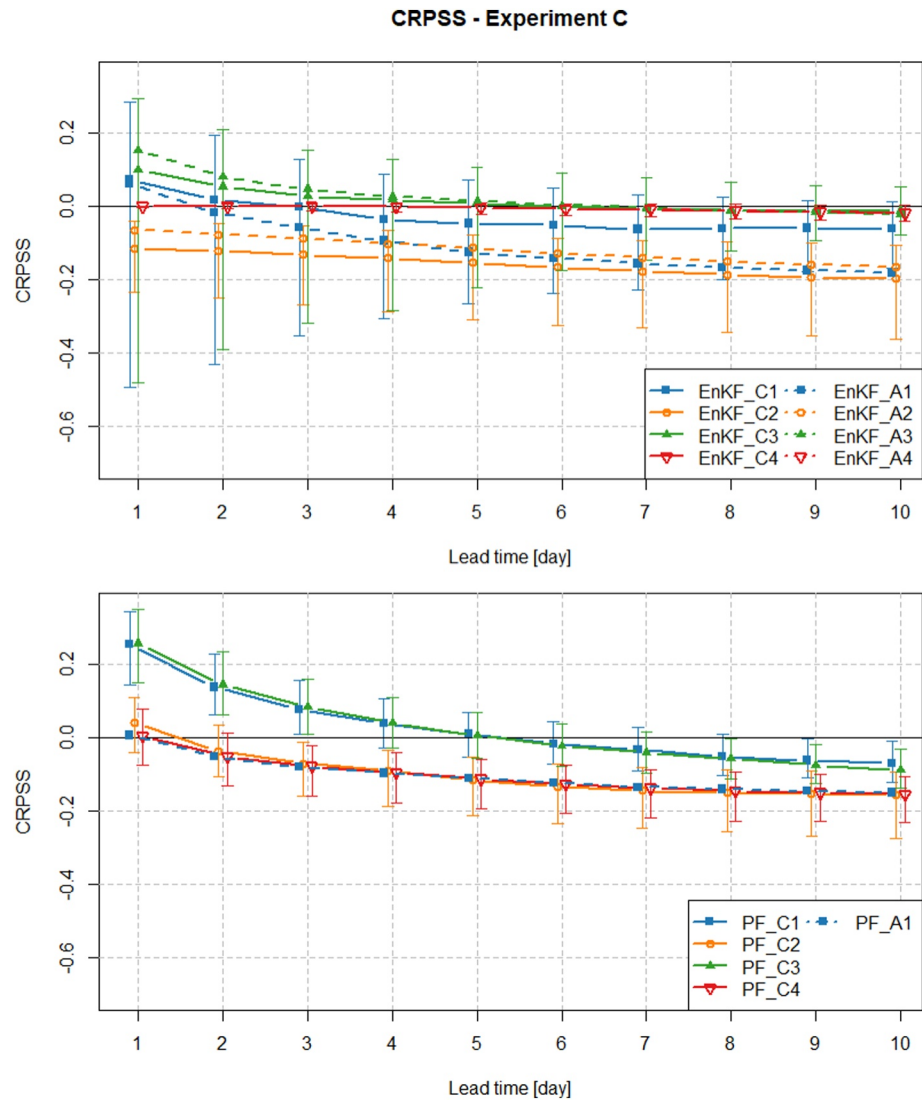 CRPSS - Experiment C
CRPSS
0.2
0.0
-0.2
-0.4
-0.6
EnKF_C1 EnKF_A1
EnKF_C2 EnKF_A2
EnKF_C3 EnKF_A3
EnKF_C4 EnKF_A4
1 2 3 4 5 6 7 8 9 10
Lead time [day]
CRPSS
0.2
0.0
-0.2
-0.4
-0.6
PF_C1 PF_A1
PF_C2
PF_C3
PF_C4
1 2 3 4 5 6 7 8 9 10
Lead time [day]